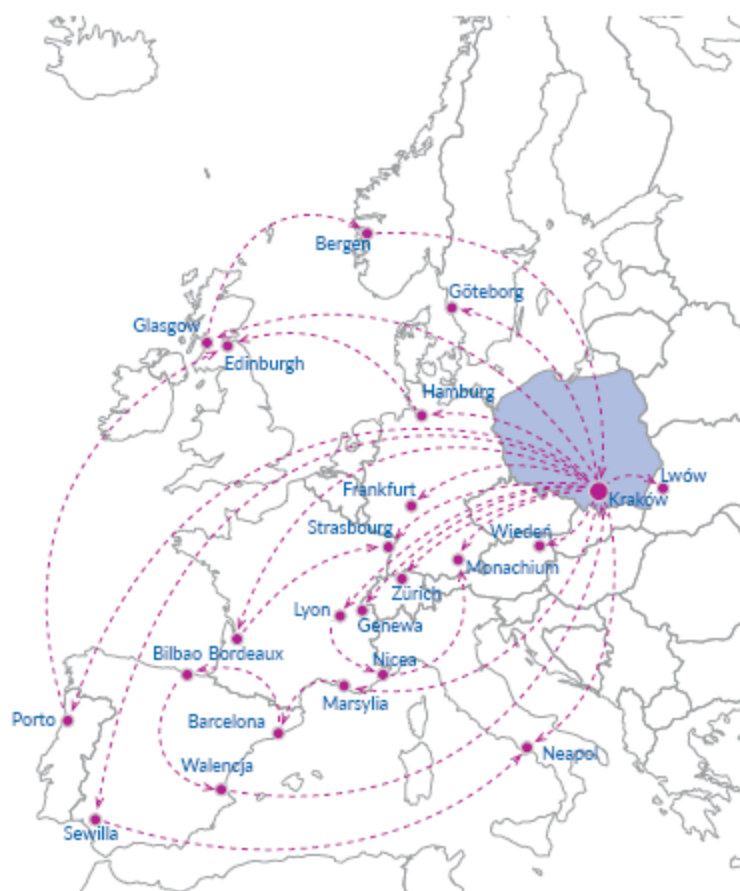 Bergen
Göteborg
Glasgow
Edinburgh
Hamburg
Lwów
Frankfurt
Kraków
Strasbourg
Wiedeń
Monachium
Zürich
Lyon
Genewa
Bilbao Bordeaux
Nicea
Marsylia
Porto
Barcelona
Neapol
Walencja
Sewilla